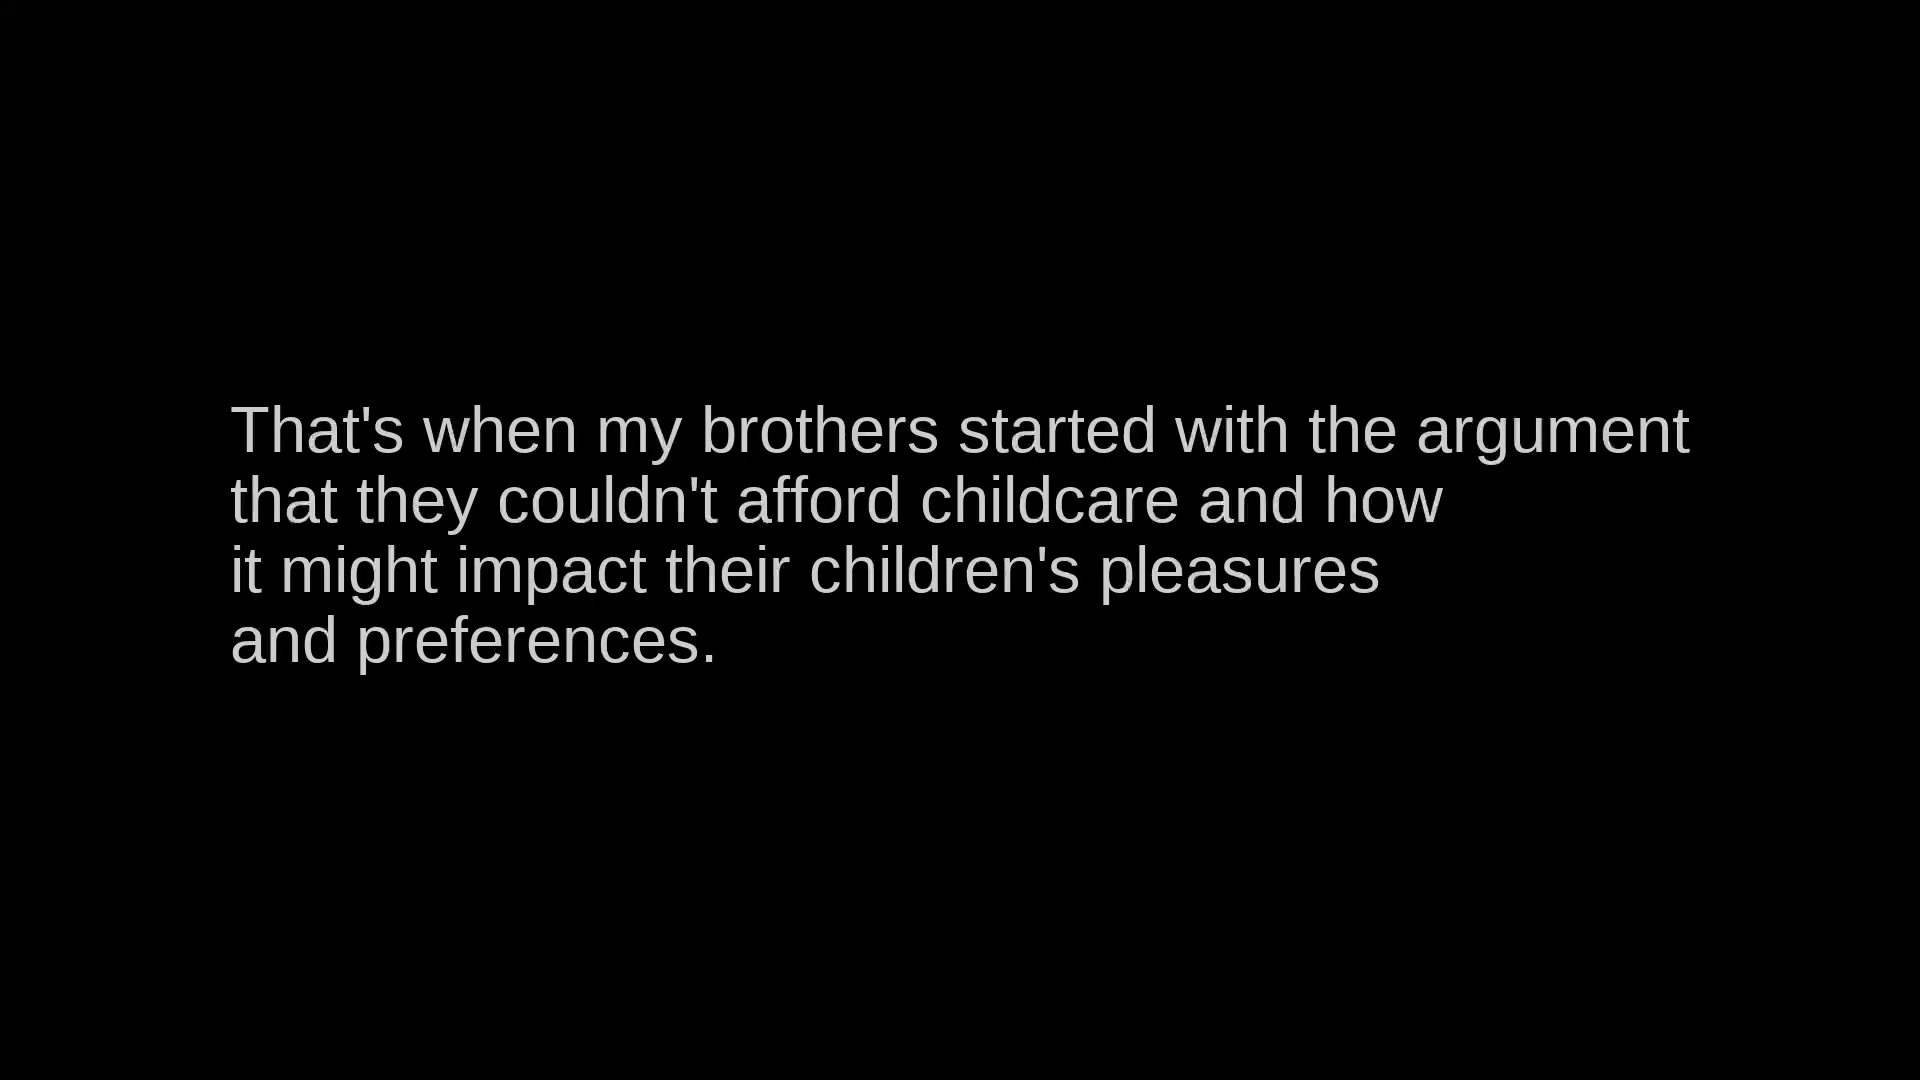 That's when my brothers started with the argument
that they couldn't afford childcare and how
it might impact their children's pleasures
and preferences.